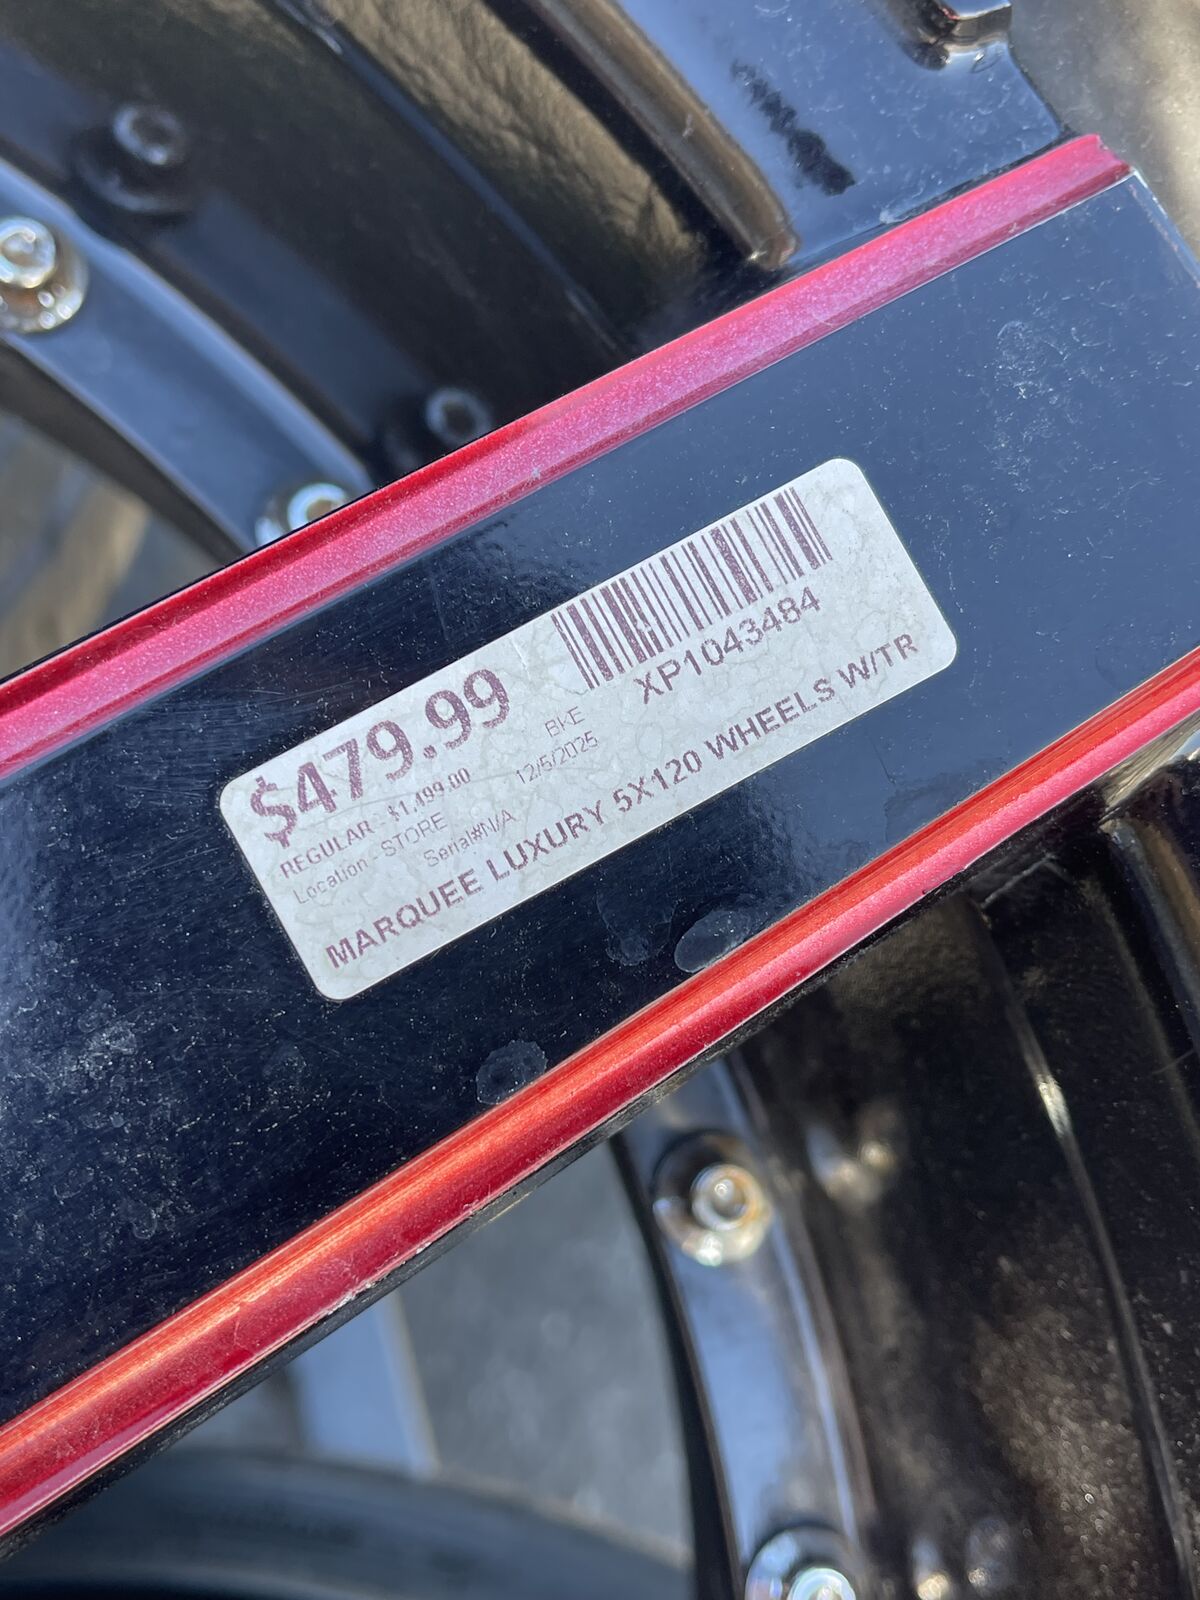 $479.99
REGULAR - $1,499.00
Location - STORE
BKE
12/5/2025
Serial#N/A
XP1043484
MARQUEE LUXURY 5X120 WHEELS W/TR